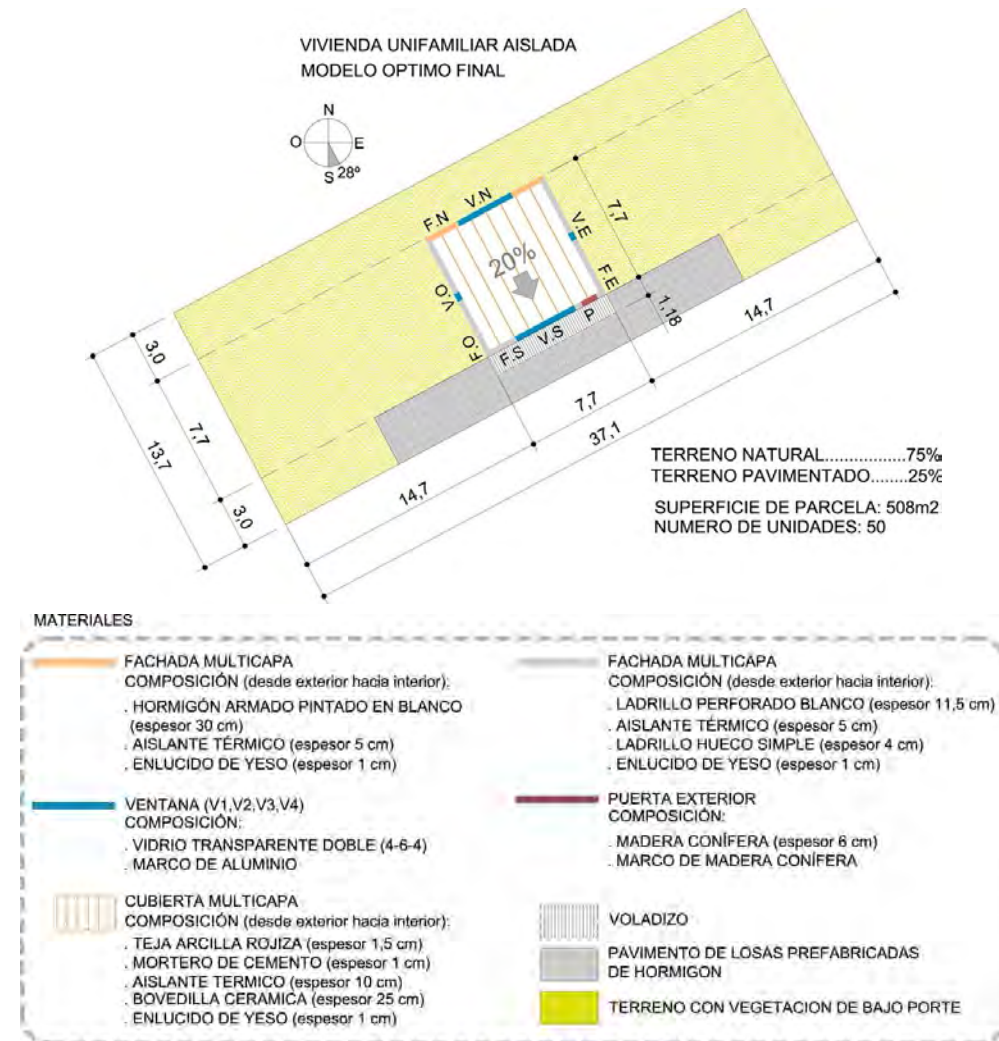 VIVIENDA UNIFAMILIAR AISLADA
MODELO OPTIMO FINAL
N
O
E
S
28º
F.N
V.N
V.E
F.E
20%
V.O
F.O
F.S
V.S
P
7,7
1,18
14,7
3,0
7,7
13,7
3,0
7,7
37,1
14,7
TERRENO NATURAL.................75%
TERRENO PAVIMENTADO........25%
SUPERFICIE DE PARCELA: 508m2
NUMERO DE UNIDADES: 50
MATERIALES
FACHADA MULTICAPA
COMPOSICIÓN (desde exterior hacia interior):
. HORMIGÓN ARMADO PINTADO EN BLANCO
(espesor 30 cm)
. AISLANTE TÉRMICO (espesor 5 cm)
. ENLUCIDO DE YESO (espesor 1 cm)
VENTANA (V1,V2,V3,V4)
COMPOSICIÓN:
. VIDRIO TRANSPARENTE DOBLE (4-6-4)
. MARCO DE ALUMINIO
CUBIERTA MULTICAPA
COMPOSICIÓN (desde exterior hacia interior):
. TEJA ARCILLA ROJIZA (espesor 1,5 cm)
. MORTERO DE CEMENTO (espesor 1 cm)
. AISLANTE TERMICO (espesor 10 cm)
. BOVEDILLA CERAMICA (espesor 25 cm)
. ENLUCIDO DE YESO (espesor 1 cm)
FACHADA MULTICAPA
COMPOSICIÓN (desde exterior hacia interior):
. LADRILLO PERFORADO BLANCO (espesor 11,5 cm)
. AISLANTE TÉRMICO (espesor 5 cm)
. LADRILLO HUECO SIMPLE (espesor 4 cm)
. ENLUCIDO DE YESO (espesor 1 cm)
PUERTA EXTERIOR
COMPOSICIÓN:
. MADERA CONÍFERA (espesor 6 cm)
. MARCO DE MADERA CONÍFERA
VOLADIZO
PAVIMENTO DE LOSAS PREFABRICADAS
DE HORMIGON
TERRENO CON VEGETACION DE BAJO PORTE